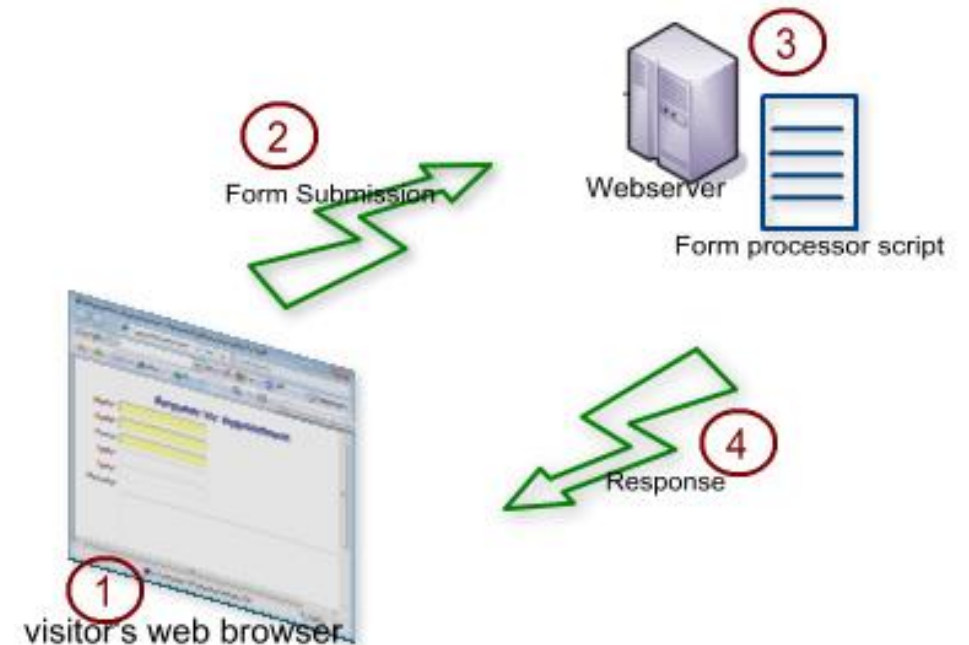 3
2
Form Submission
Webserver
Form processor script
4
Response
1
visitor's web browser